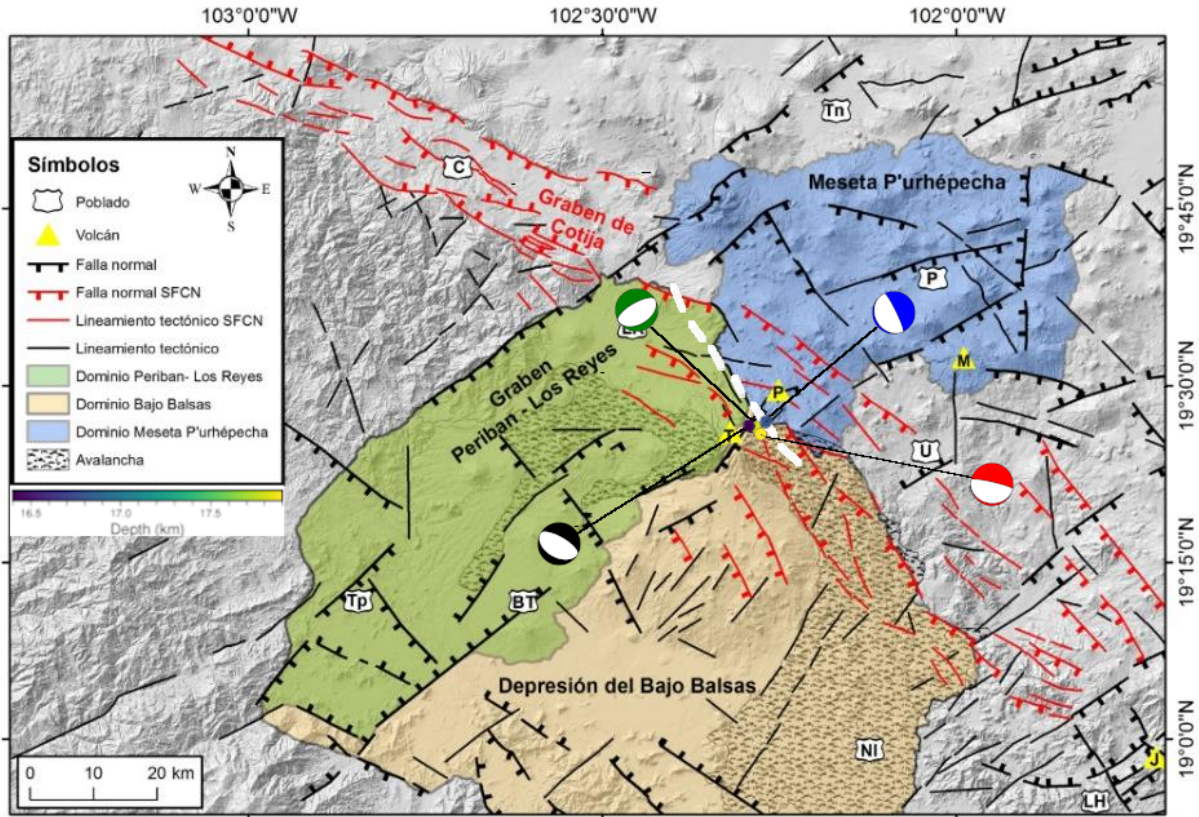 103°0'0"W
102°30'0"W
102°0'0"W
Símbolos
N
W
E
S
Poblado
Volcán
Falla normal
Falla normal SFCN
Lineamiento tectónico SFCN
Lineamiento tectónico
Dominio Periban- Los Reyes
Dominio Bajo Balsas
Dominio Meseta P'urhépecha
Avalancha
16.5
17.0
17.5
Depth (km)
0
10
20 km
Tn
C
Graben de
Cotija
Meseta P'urhépecha
P
M
P
U
Graben
Periban - Los Reyes
Tp
BT
Depresión del Bajo Balsas
NI
J
LH
19°45'0"N
19°30'0"N
19°15'0"N
19°0'0"N